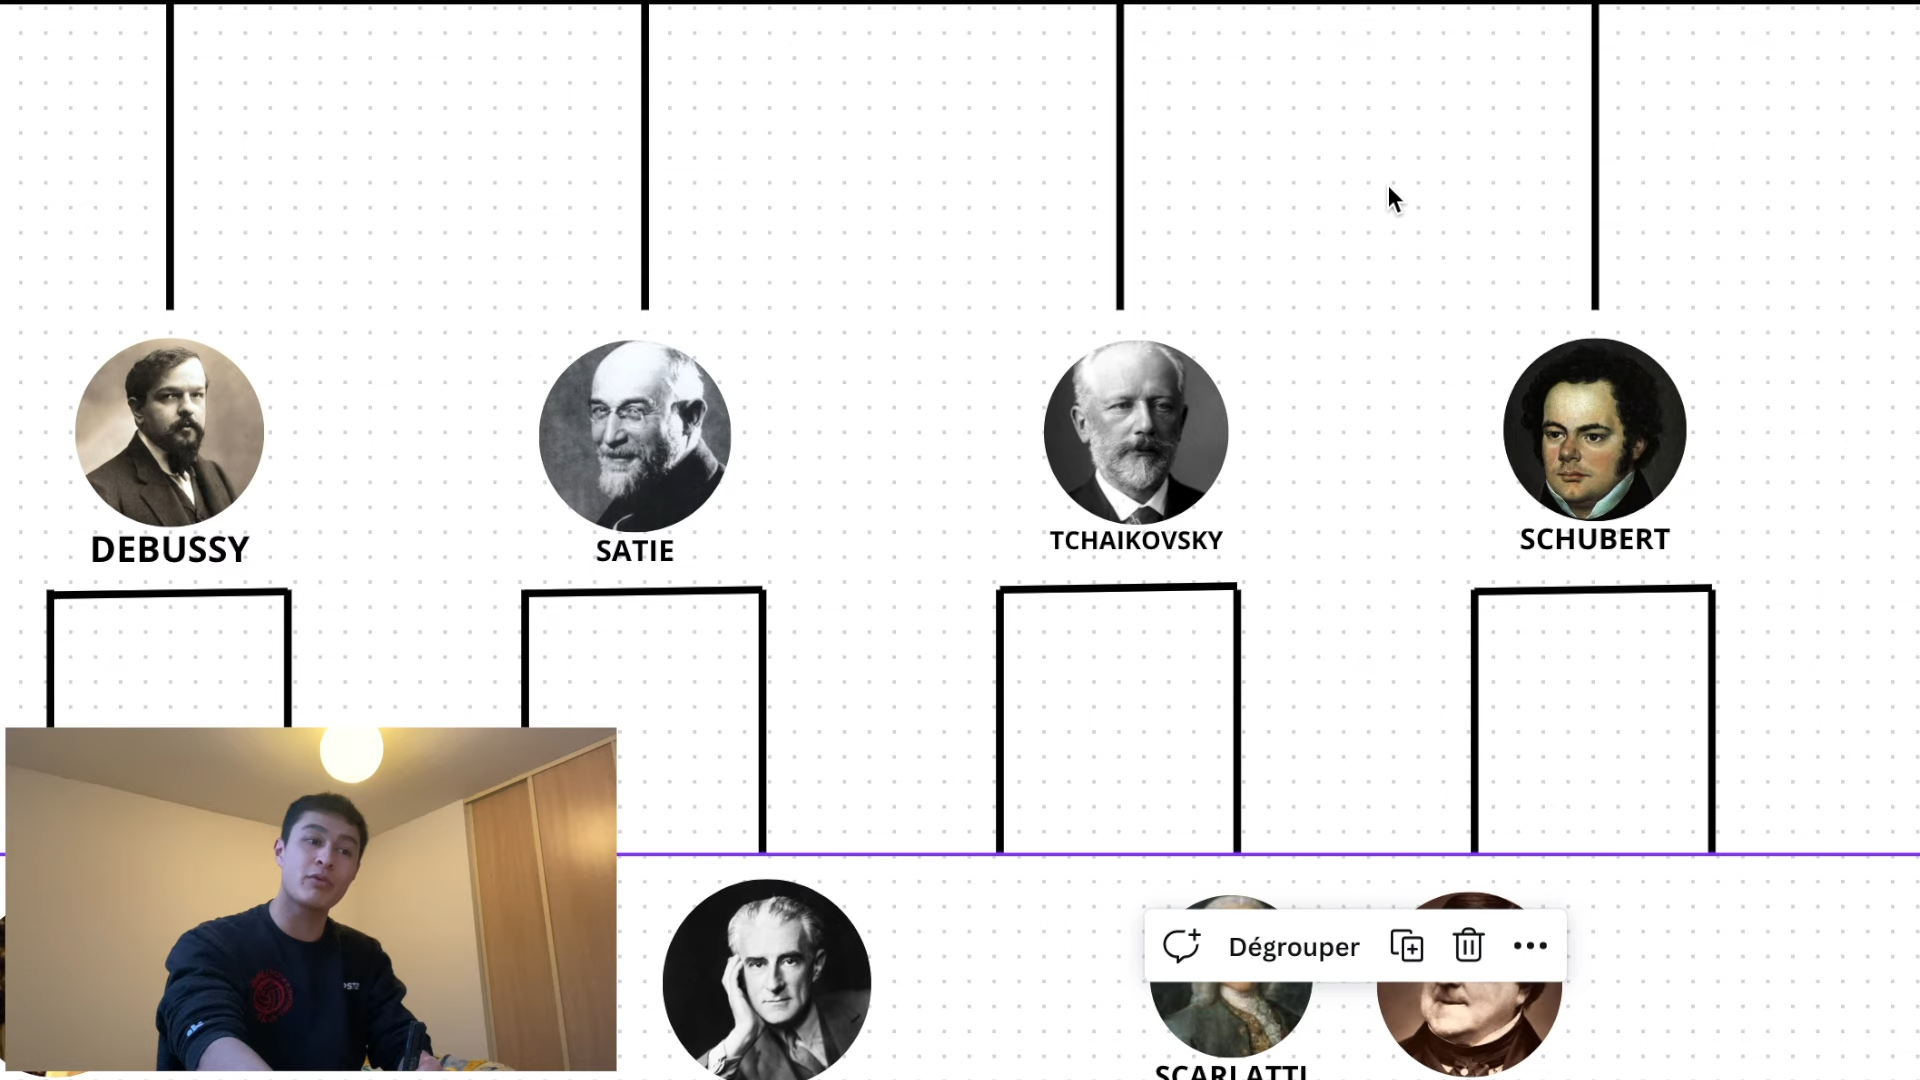 DEBUSSY
SATIE
TCHAIKOVSKY
SCHUBERT
Dégrouper
SCARLATTI